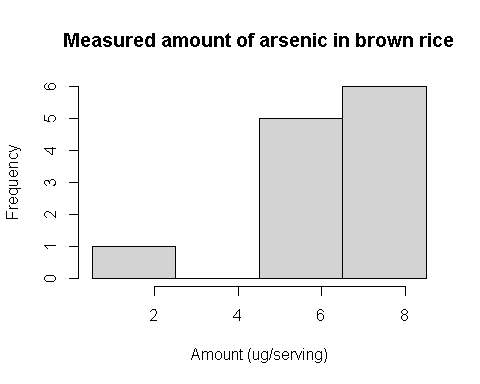 Measured amount of arsenic in brown rice
Frequency
6
5
4
3
2
1
0
2 4 6 8
Amount (ug/serving)